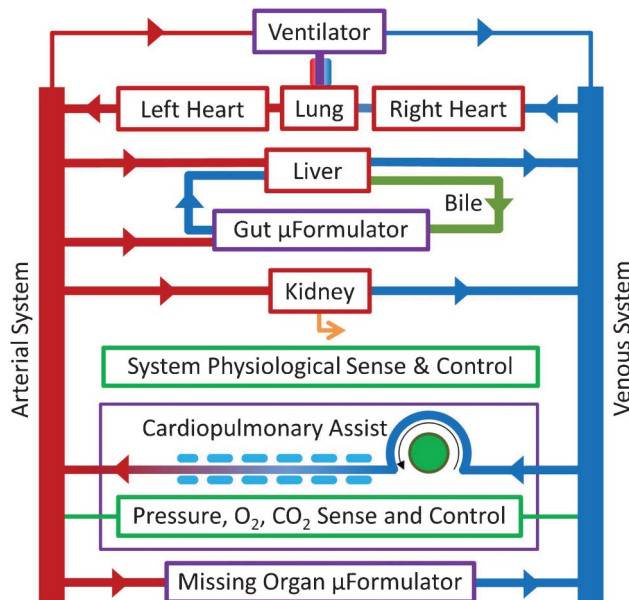 Ventilator
Left Heart
Lung
Right Heart
Liver
Bile
Gut μFormulator
Kidney
Arterial System
Venous System
System Physiological Sense & Control
Cardiopulmonary Assist
Pressure, O₂, CO₂ Sense and Control
Missing Organ μFormulator